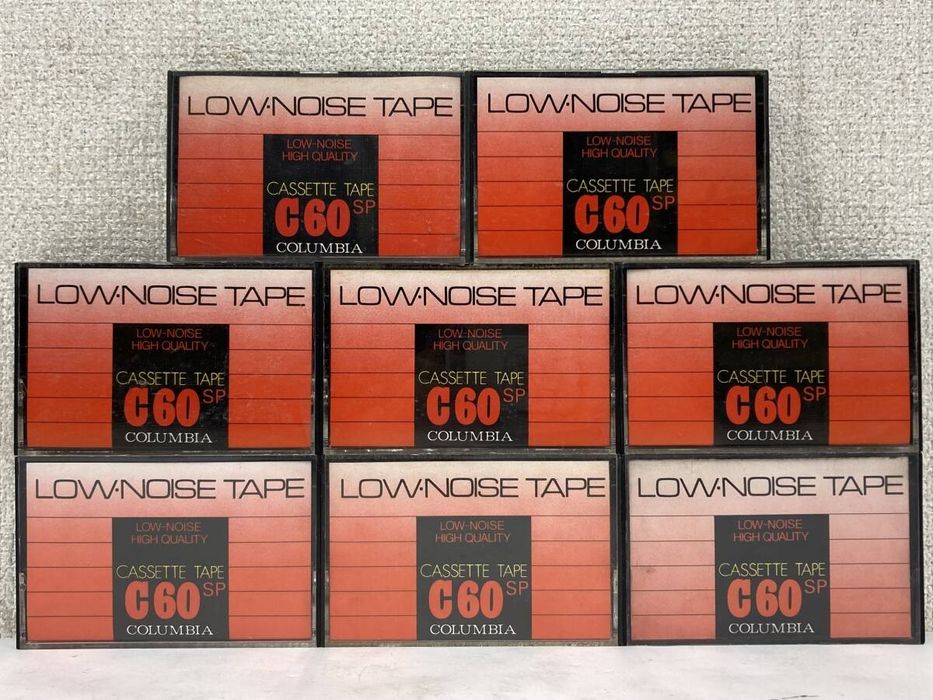 LOW·NOISE TAPE
LOW-NOISE
HIGH QUALITY
CASSETTE TAPE
C60 SP
COLUMBIA
LOW·NOISE TAPE
LOW-NOISE
HIGH QUALITY
CASSETTE TAPE
C60 SP
COLUMBIA
LOW·NOISE TAPE
LOW-NOISE
HIGH QUALITY
CASSETTE TAPE
C60 SP
COLUMBIA
LOW·NOISE TAPE
LOW-NOISE
HIGH QUALITY
CASSETTE TAPE
C60 SP
COLUMBIA
LOW·NOISE TAPE
LOW-NOISE
HIGH QUALITY
CASSETTE TAPE
C60 SP
COLUMBIA
LOW·NOISE TAPE
LOW-NOISE
HIGH QUALITY
CASSETTE TAPE
C60 SP
COLUMBIA
LOW·NOISE TAPE
LOW-NOISE
HIGH QUALITY
CASSETTE TAPE
C60 SP
COLUMBIA
LOW·NOISE TAPE
LOW-NOISE
HIGH QUALITY
CASSETTE TAPE
C60 SP
COLUMBIA